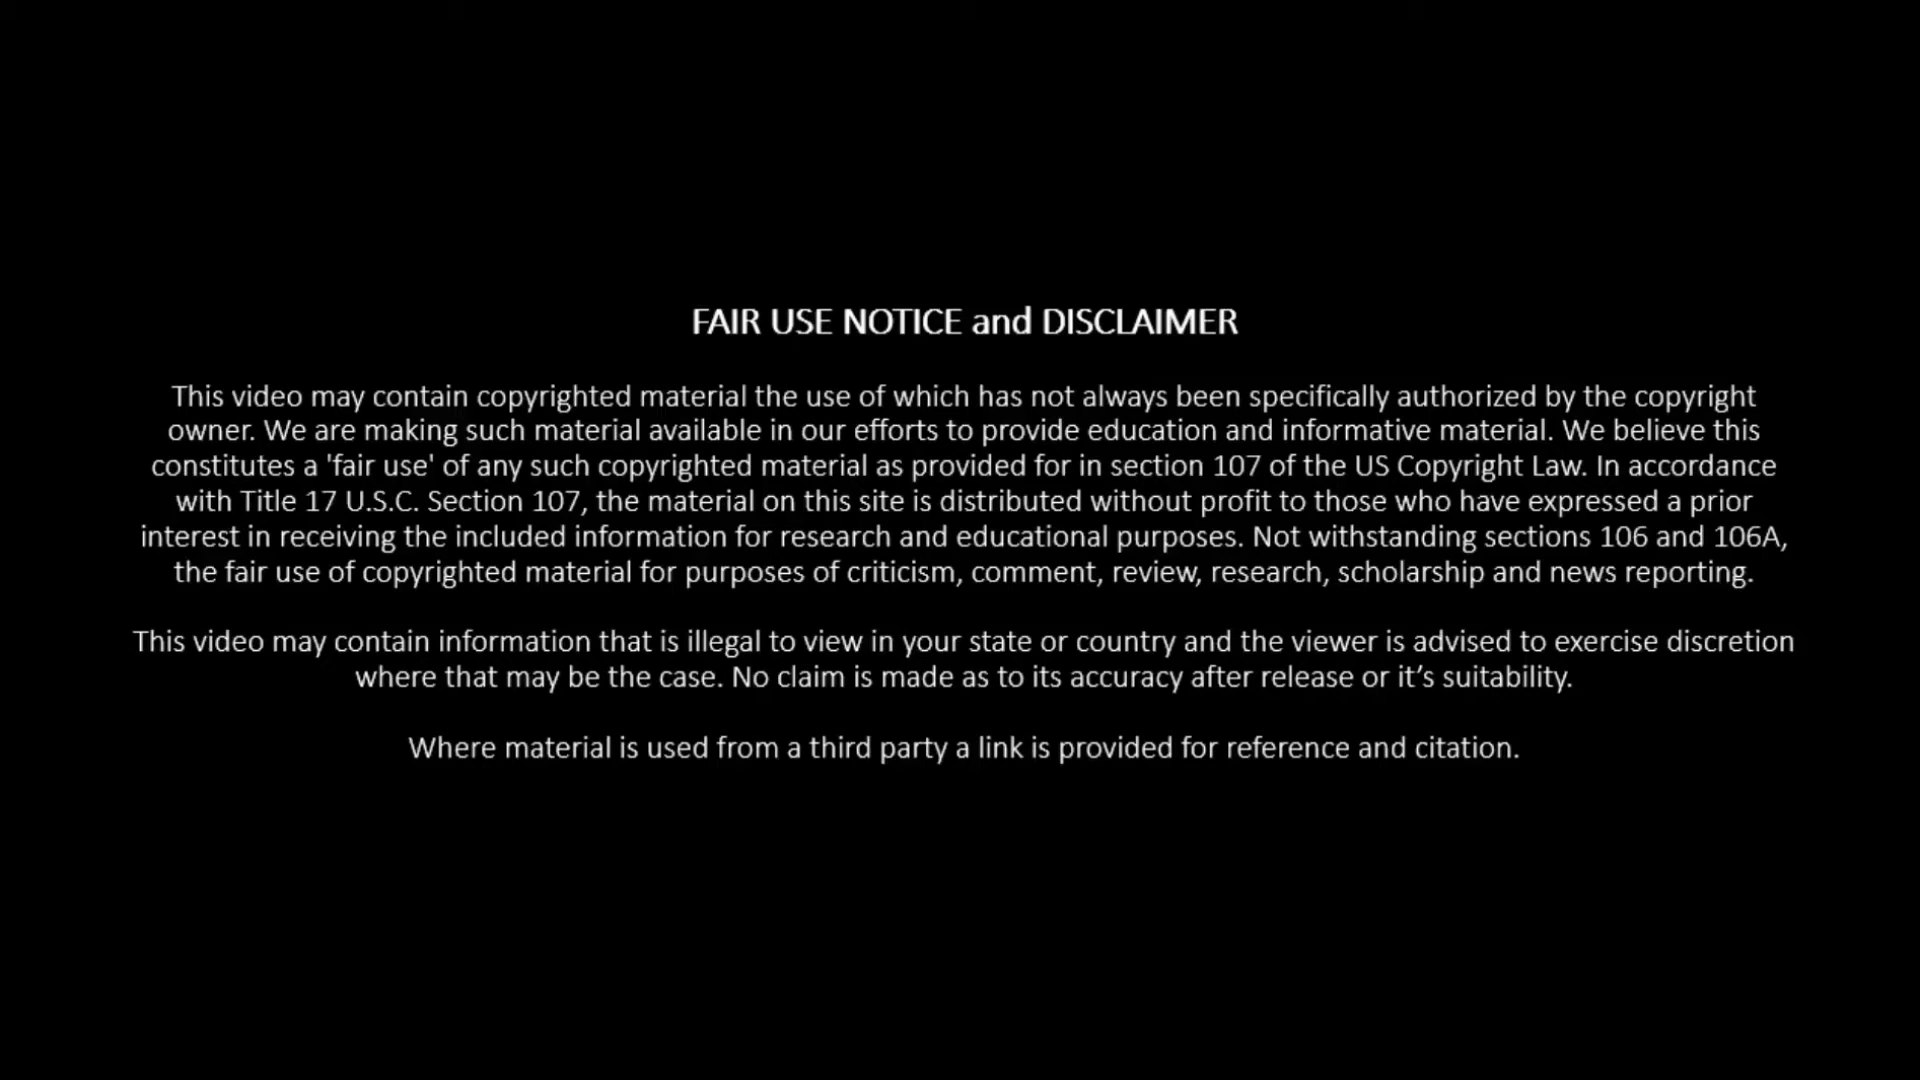 FAIR USE NOTICE and DISCLAIMER
This video may contain copyrighted material the use of which has not always been specifically authorized by the copyright
owner. We are making such material available in our efforts to provide education and informative material. We believe this
constitutes a 'fair use' of any such copyrighted material as provided for in section 107 of the US Copyright Law. In accordance
with Title 17 U.S.C. Section 107, the material on this site is distributed without profit to those who have expressed a prior
interest in receiving the included information for research and educational purposes. Not withstanding sections 106 and 106A,
the fair use of copyrighted material for purposes of criticism, comment, review, research, scholarship and news reporting.
This video may contain information that is illegal to view in your state or country and the viewer is advised to exercise discretion
where that may be the case. No claim is made as to its accuracy after release or it’s suitability.
Where material is used from a third party a link is provided for reference and citation.